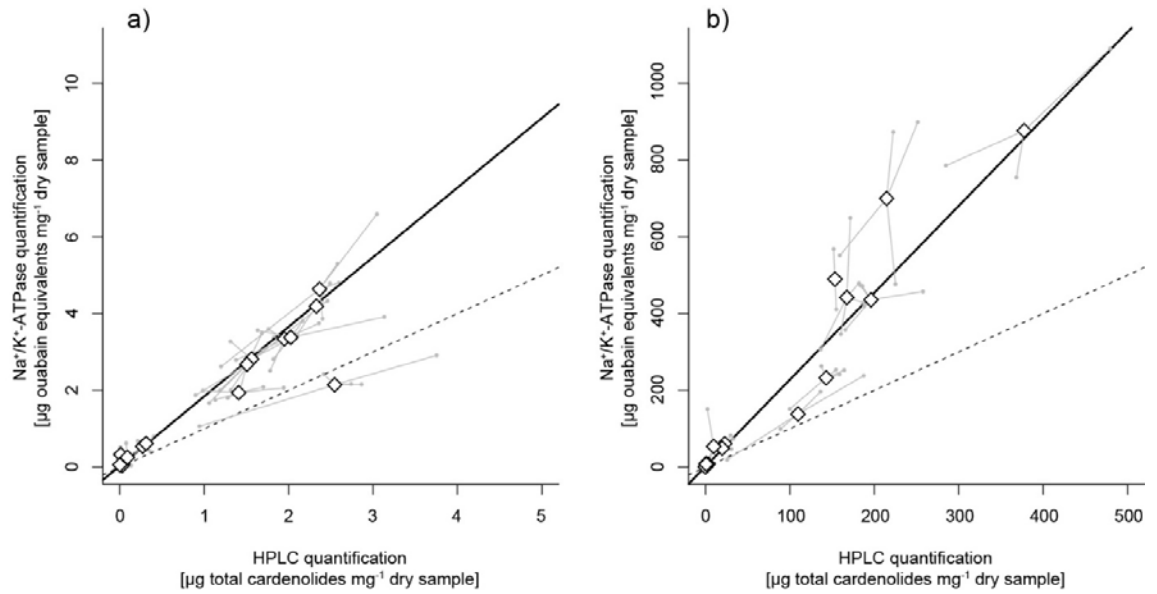 a)
Na⁺/K⁺-ATPase quantification
[µg ouabain equivalents mg⁻¹ dry sample]
10
8
6
4
2
0
0 1 2 3 4 5
HPLC quantification
[µg total cardenolides mg⁻¹ dry sample]
b)
Na⁺/K⁺-ATPase quantification
[µg ouabain equivalents mg⁻¹ dry sample]
1000
800
600
400
200
0
0 100 200 300 400 500
HPLC quantification
[µg total cardenolides mg⁻¹ dry sample]